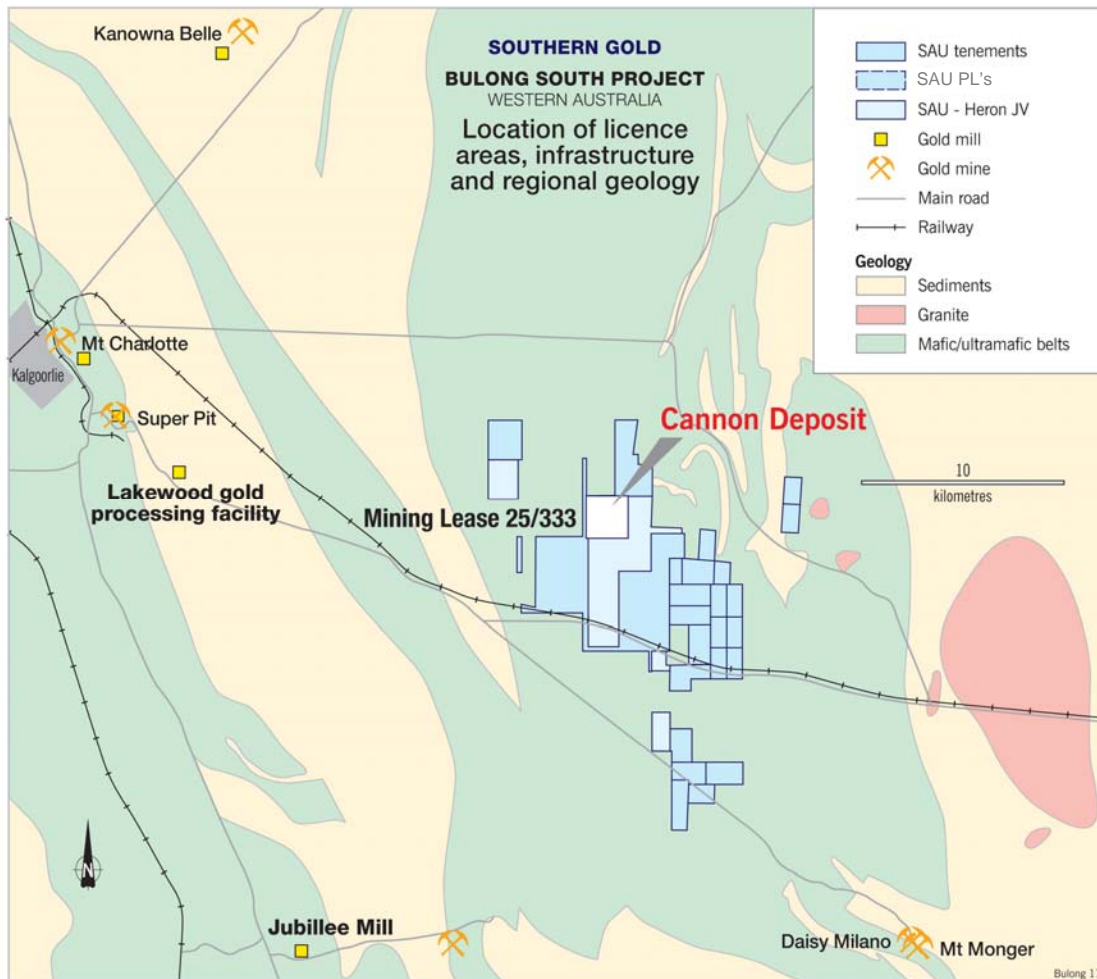 Kanowna Belle
SOUTHERN GOLD
BULONG SOUTH PROJECT
WESTERN AUSTRALIA
Location of licence
areas, infrastructure
and regional geology
SAU tenements
SAU PL's
SAU - Heron JV
Gold mill
Gold mine
Main road
Railway
Geology
Sediments
Granite
Mafic/ultramafic belts
Mt Charlotte
Kalgoorlie
Super Pit
Lakewood gold
processing facility
Cannon Deposit
Mining Lease 25/333
10
kilometres
N
Jubillee Mill
Daisy Milano
Mt Monger